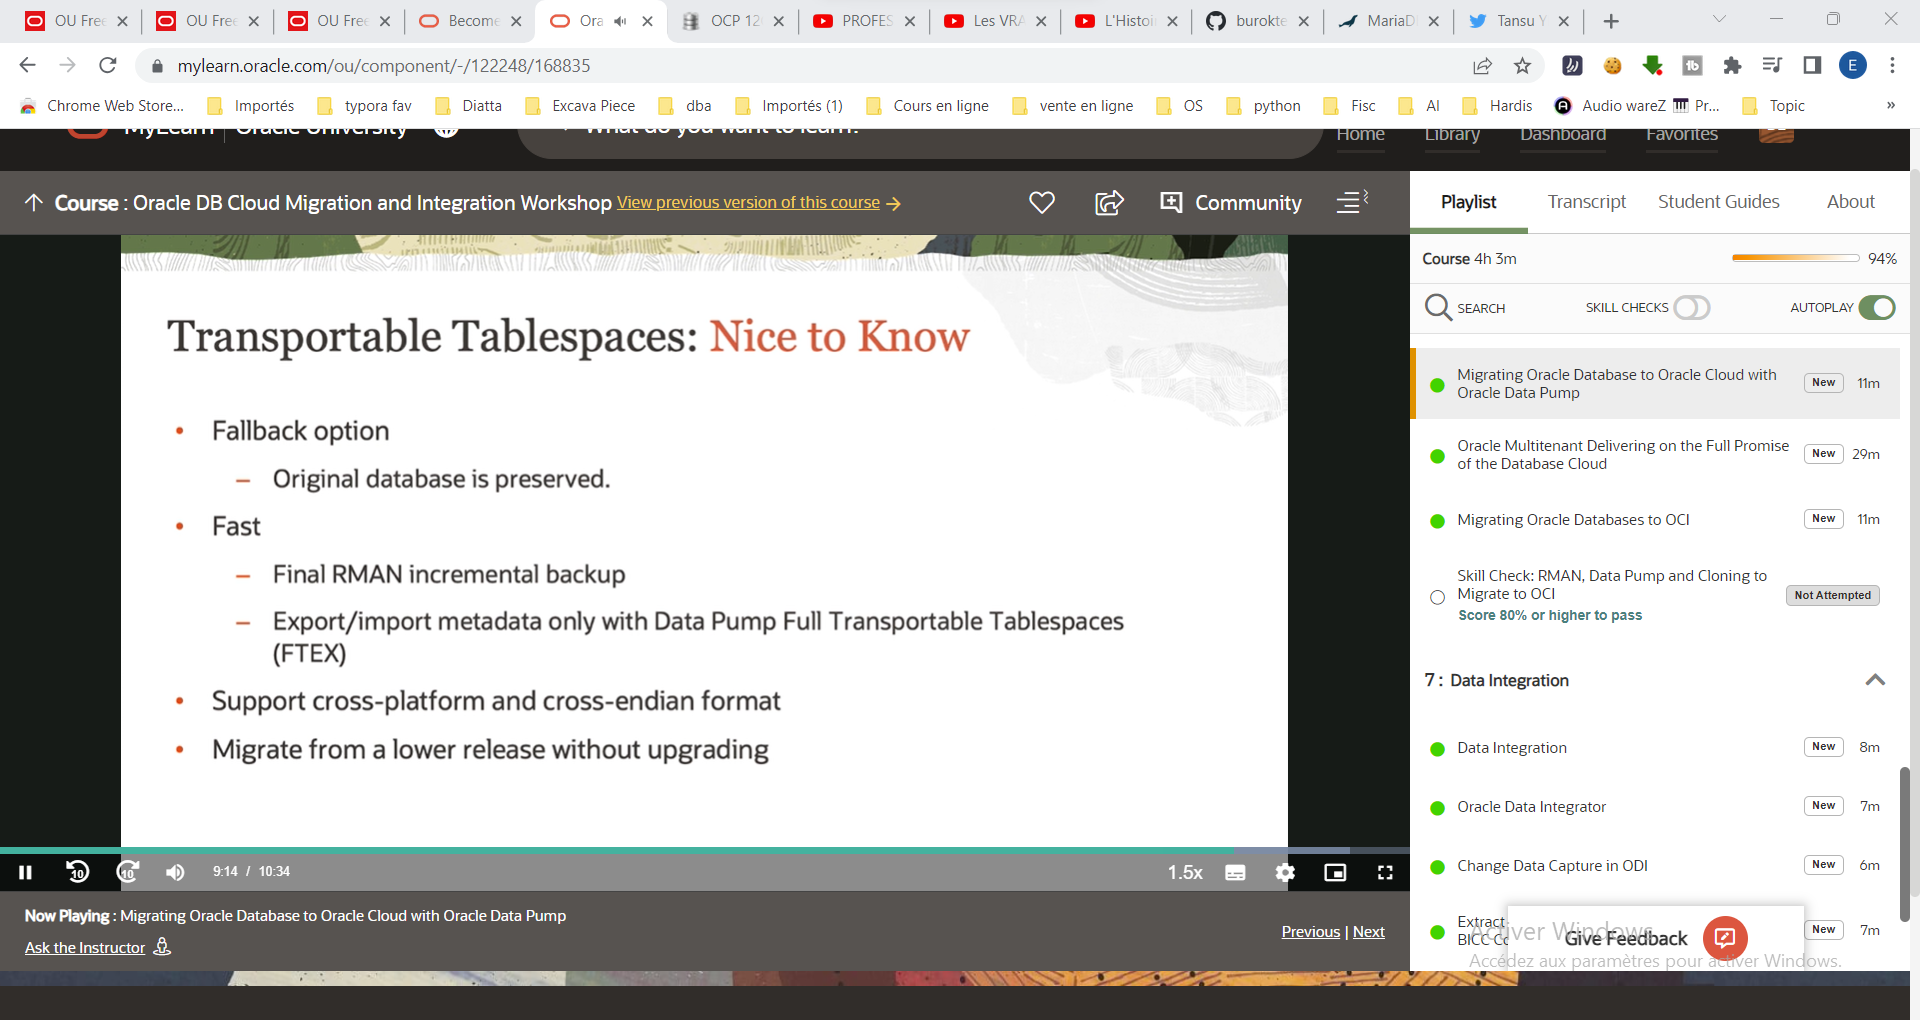 OU Free
OU Free
OU Free
Become
Ora
OCP 12
PROFES
Les VRA
L'Histoi
burokte
MariaD
Tansu Y
mylearn.oracle.com/ou/component/-/122248/168835
E
Chrome Web Store...
Importés
typora fav
Diatta
Excava Piece
dba
Importés (1)
Cours en ligne
vente en ligne
OS
python
Fisc
AI
Hardis
Audio wareZ
Pr...
Topic
»
MyLearn
Oracle University
What do you want to learn?
Home
Library
Dashboard
Favorites
Course : Oracle DB Cloud Migration and Integration Workshop View previous version of this course →
Community
Transportable Tablespaces: Nice to Know
• Fallback option
– Original database is preserved.
• Fast
– Final RMAN incremental backup
– Export/import metadata only with Data Pump Full Transportable Tablespaces
(FTEX)
• Support cross-platform and cross-endian format
• Migrate from a lower release without upgrading
10
10
9:14 / 10:34
1.5x
Now Playing : Migrating Oracle Database to Oracle Cloud with Oracle Data Pump
Ask the Instructor
Previous | Next
Playlist
Transcript
Student Guides
About
Course 4h 3m
94%
SEARCH
SKILL CHECKS
AUTOPLAY
Migrating Oracle Database to Oracle Cloud with
Oracle Data Pump
New
11m
Oracle Multitenant Delivering on the Full Promise
of the Database Cloud
New
29m
Migrating Oracle Databases to OCI
New
11m
Skill Check: RMAN, Data Pump and Cloning to
Migrate to OCI
Score 80% or higher to pass
Not Attempted
7 : Data Integration
Data Integration
New
8m
Oracle Data Integrator
New
7m
Change Data Capture in ODI
New
6m
Extract
BICC
New
7m
Give Feedback
Activer Windows
Accédez aux paramètres pour activer Windows.